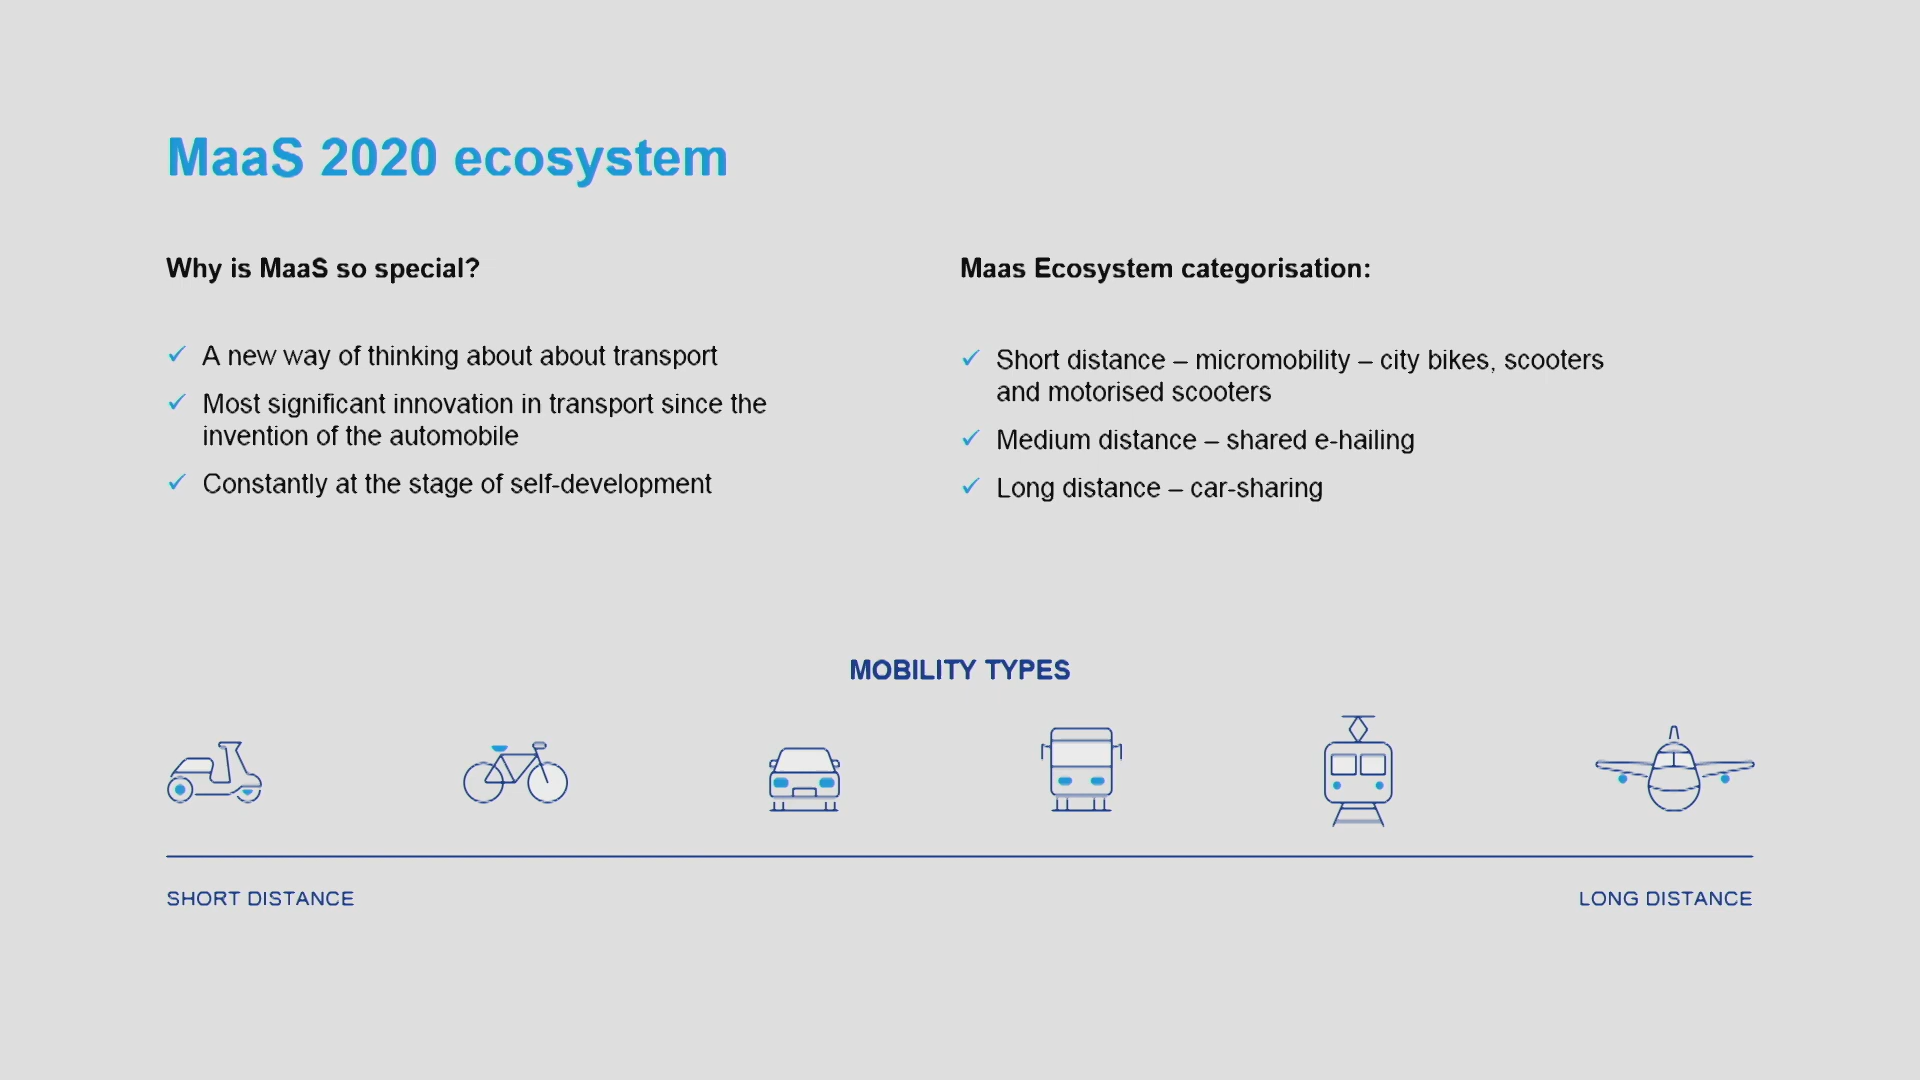 MaaS 2020 ecosystem
Why is MaaS so special?
A new way of thinking about about transport
Most significant innovation in transport since the
invention of the automobile
Constantly at the stage of self-development
Maas Ecosystem categorisation:
Short distance – micromobility – city bikes, scooters
and motorised scooters
Medium distance – shared e-hailing
Long distance – car-sharing
MOBILITY TYPES
SHORT DISTANCE
LONG DISTANCE